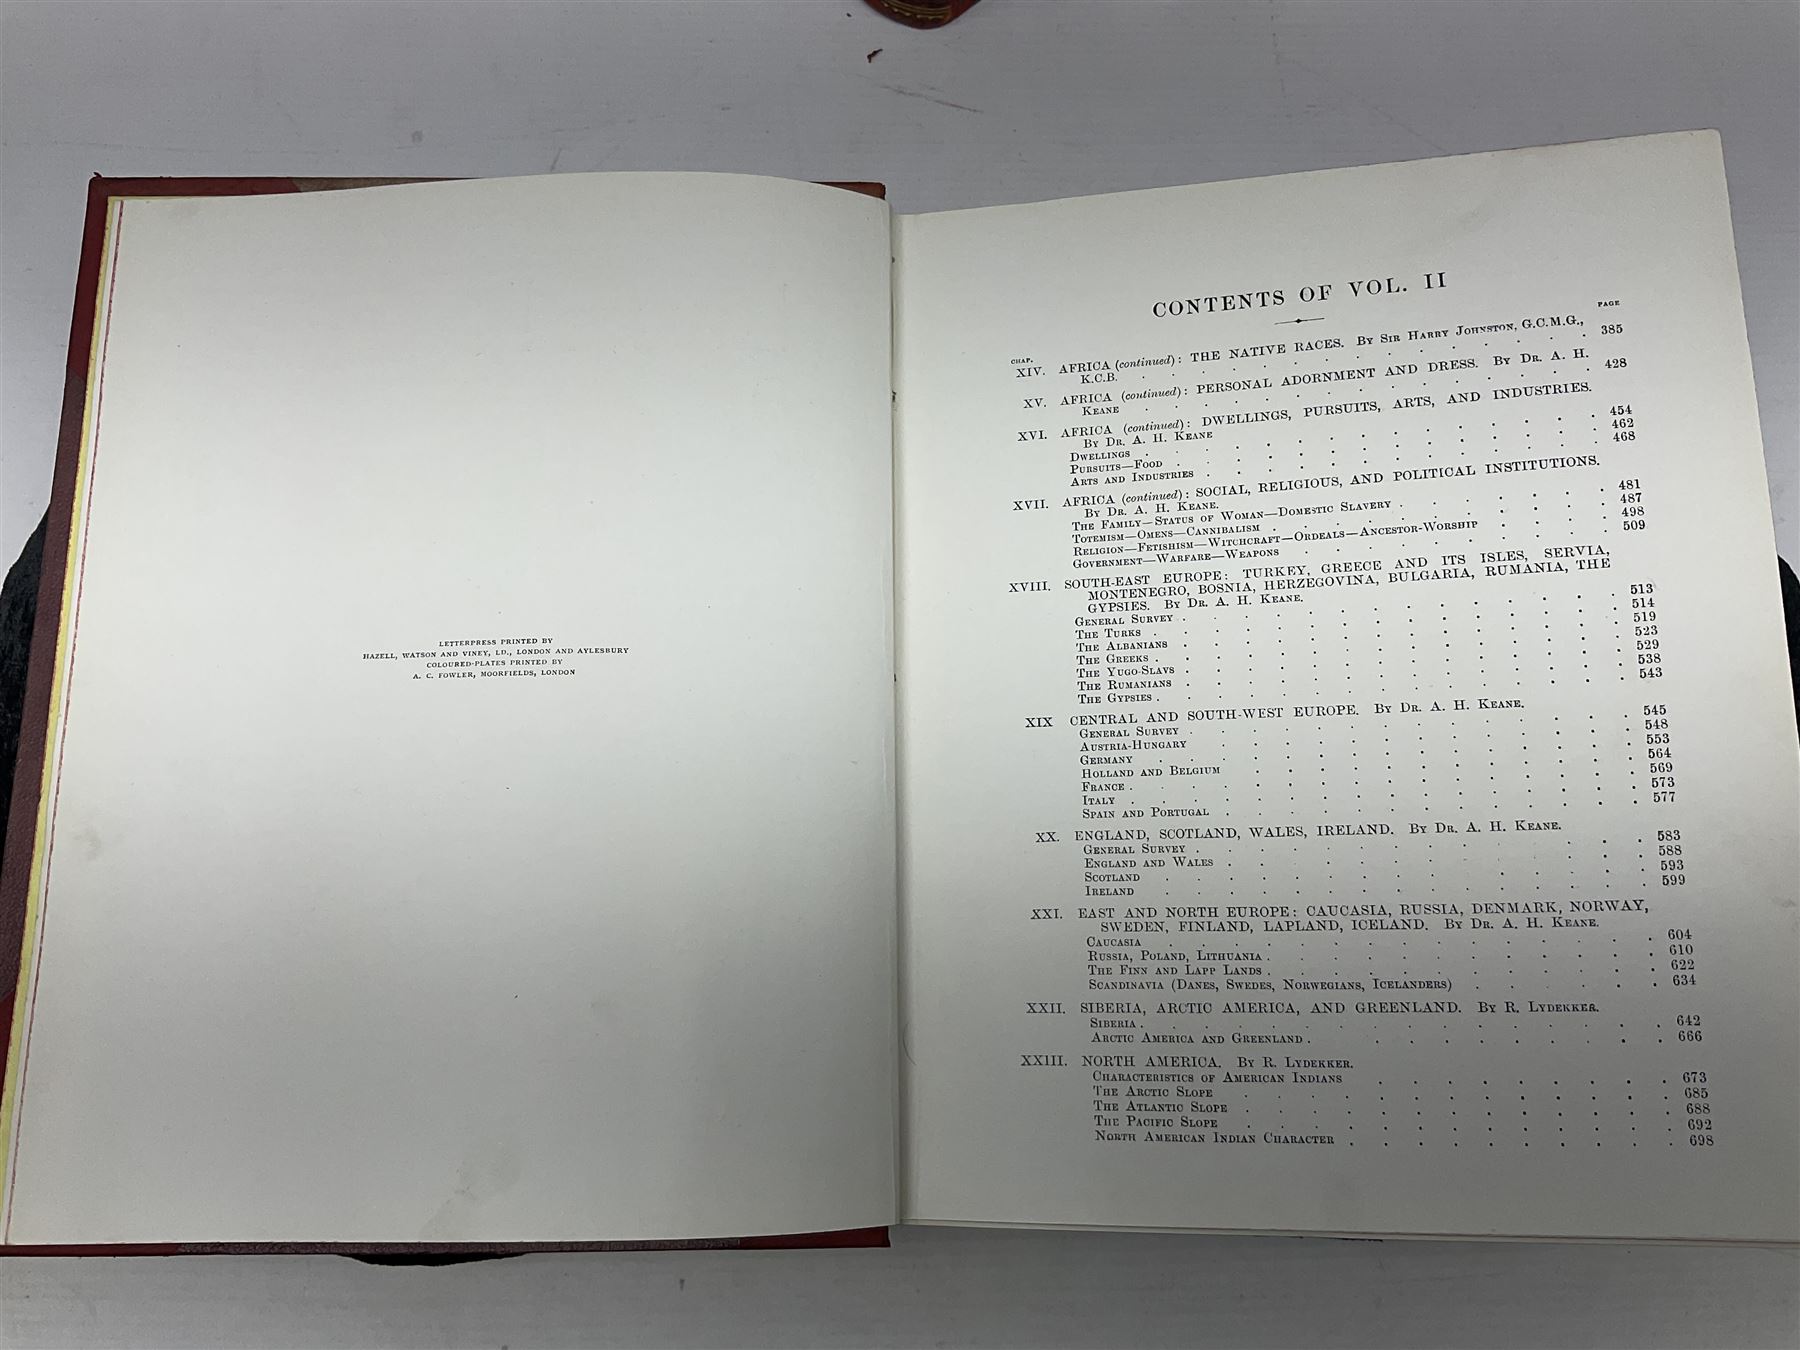 LETTERPRESS PRINTED BY
HAZELL, WATSON AND VINEY, LD., LONDON AND AYLESBURY
COLOURED-PLATES PRINTED BY
A. C. FOWLER, MOORFIELDS, LONDON
CONTENTS OF VOL. II
CHAP. PAGE
XIV. AFRICA (continued): THE NATIVE RACES. By Sir Harry Johnston, G.C.M.G.,
K.C.B. 385
XV. AFRICA (continued): PERSONAL ADORNMENT AND DRESS. By Dr. A. H.
Keane 428
XVI. AFRICA (continued): DWELLINGS, PURSUITS, ARTS, AND INDUSTRIES.
By Dr. A. H. Keane
Dwellings 454
Pursuits—Food 462
Arts and Industries 468
XVII. AFRICA (continued): SOCIAL, RELIGIOUS, AND POLITICAL INSTITUTIONS.
By Dr. A. H. Keane.
The Family—Status of Woman—Domestic Slavery 481
Totemism—Omens—Cannibalism 487
Religion—Fetishism—Witchcraft—Ordeals—Ancestor-Worship 498
Government—Warfare—Weapons 509
XVIII. SOUTH-EAST EUROPE: TURKEY, GREECE AND ITS ISLES, SERVIA,
MONTENEGRO, BOSNIA, HERZEGOVINA, BULGARIA, RUMANIA, THE
GYPSIES. By Dr. A. H. Keane.
General Survey 513
The Turks 514
The Albanians 519
The Greeks 523
The Yugo-Slavs 529
The Rumanians 538
The Gypsies 543
XIX CENTRAL AND SOUTH-WEST EUROPE. By Dr. A. H. Keane.
General Survey 545
Austria-Hungary 548
Germany 553
Holland and Belgium 564
France 569
Italy 573
Spain and Portugal 577
XX. ENGLAND, SCOTLAND, WALES, IRELAND. By Dr. A. H. Keane.
General Survey 583
England and Wales 588
Scotland 593
Ireland 599
XXI. EAST AND NORTH EUROPE: CAUCASIA, RUSSIA, DENMARK, NORWAY,
SWEDEN, FINLAND, LAPLAND, ICELAND. By Dr. A. H. Keane.
Caucasia 604
Russia, Poland, Lithuania 610
The Finn and Lapp Lands 622
Scandinavia (Danes, Swedes, Norwegians, Icelanders) 634
XXII. SIBERIA, ARCTIC AMERICA, AND GREENLAND. By R. Lydekker.
Siberia 642
Arctic America and Greenland 666
XXIII. NORTH AMERICA. By R. Lydekker.
Characteristics of American Indians 673
The Arctic Slope 685
The Atlantic Slope 688
The Pacific Slope 692
North American Indian Character 698